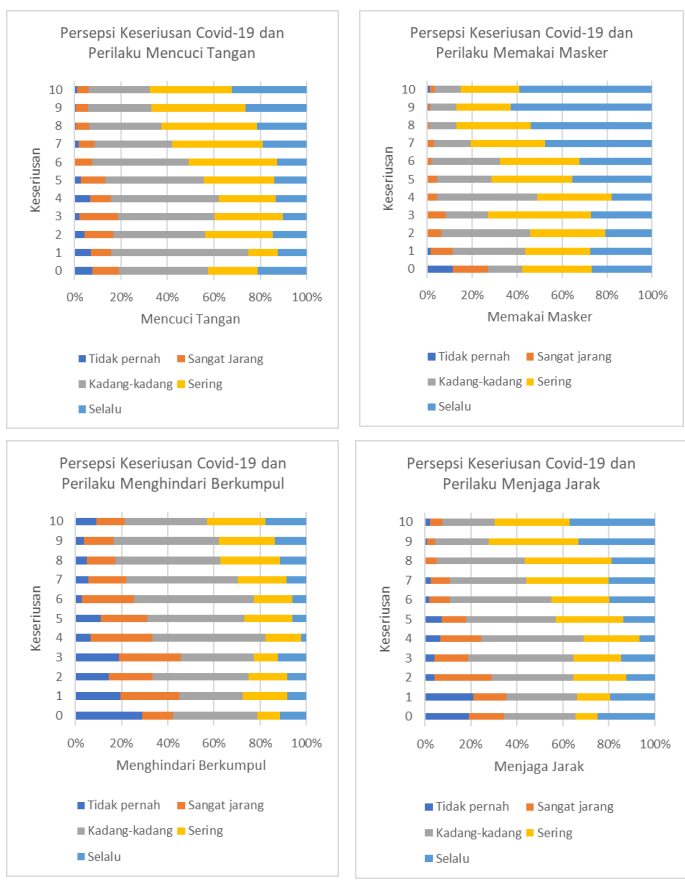 Persepsi Keseriusan Covid-19 dan
Perilaku Mencuci Tangan
Keseriusan
10
9
8
7
6
5
4
3
2
1
0
0% 20% 40% 60% 80% 100%
Mencuci Tangan
Tidak pernah Sangat Jarang
Kadang-kadang Sering
Selalu
Persepsi Keseriusan Covid-19 dan
Perilaku Memakai Masker
Keseriusan
10
9
8
7
6
5
4
3
2
1
0
0% 20% 40% 60% 80% 100%
Memakai Masker
Tidak pernah Sangat jarang
Kadang-kadang Sering
Selalu
Persepsi Keseriusan Covid-19 dan
Perilaku Menghindari Berkumpul
Keseriusan
10
9
8
7
6
5
4
3
2
1
0
0% 20% 40% 60% 80% 100%
Menghindari Berkumpul
Tidak pernah Sangat jarang
Kadang-kadang Sering
Selalu
Persepsi Keseriusan Covid-19 dan
Perilaku Menjaga Jarak
Keseriusan
10
9
8
7
6
5
4
3
2
1
0
0% 20% 40% 60% 80% 100%
Menjaga Jarak
Tidak pernah Sangat jarang
Kadang-kadang Sering
Selalu